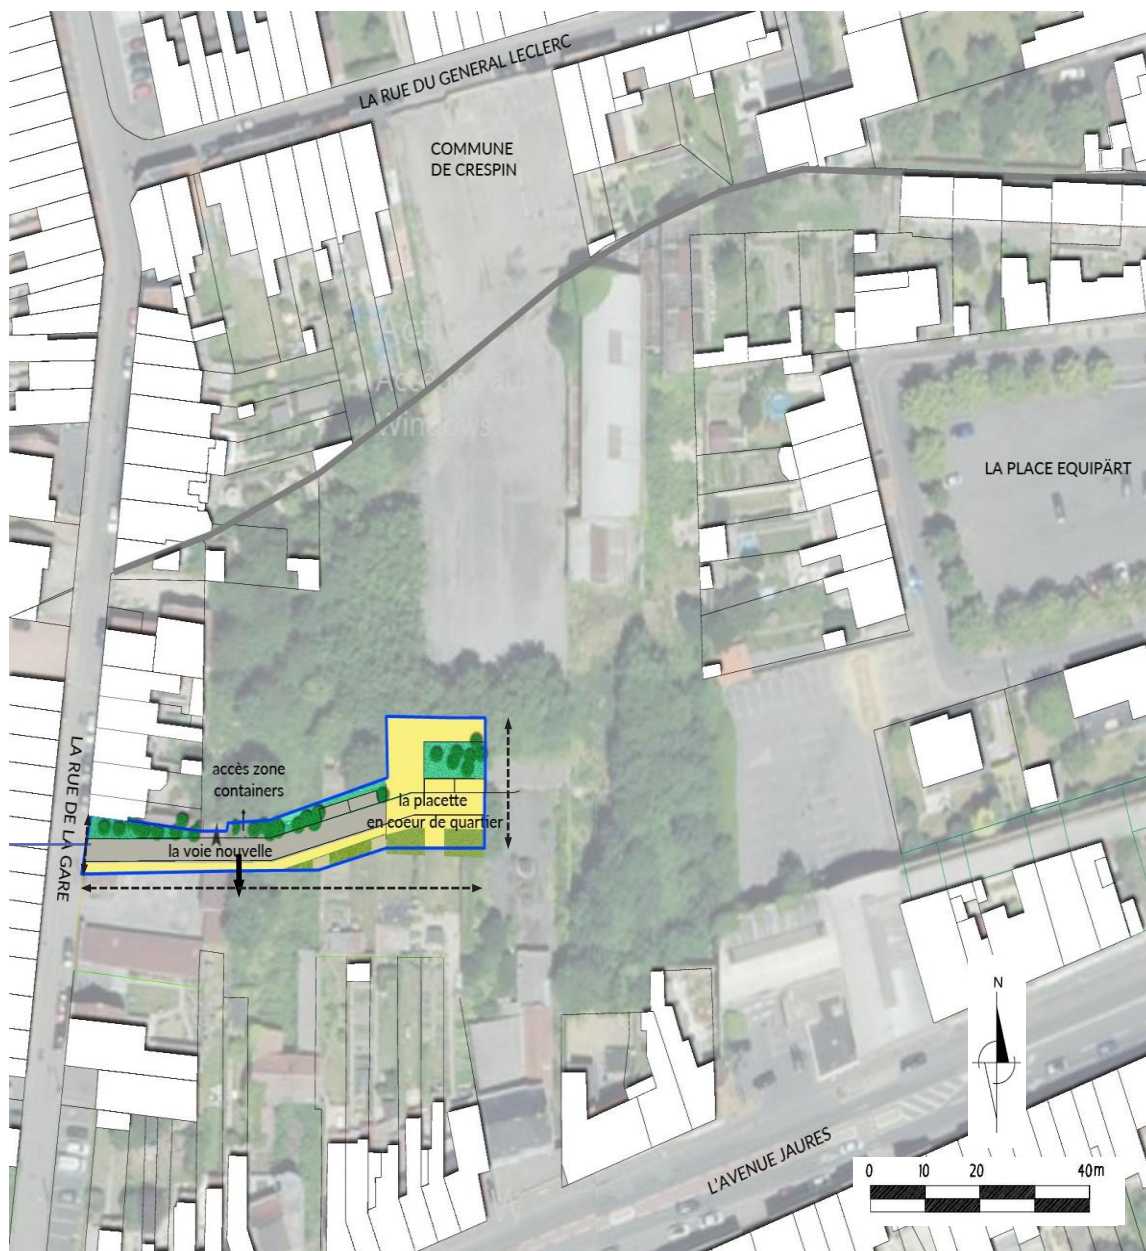 LA RUE DU GENERAL LECLERC
COMMUNE
DE CRESPIN
Windows.
LA PLACE EQUIPÄRT
LA RUE DE LA GARE
accès zone
containers
la placette
en coeur de quartier
la voie nouvelle
N
L'AVENUE JAURES
0 10 20 40m